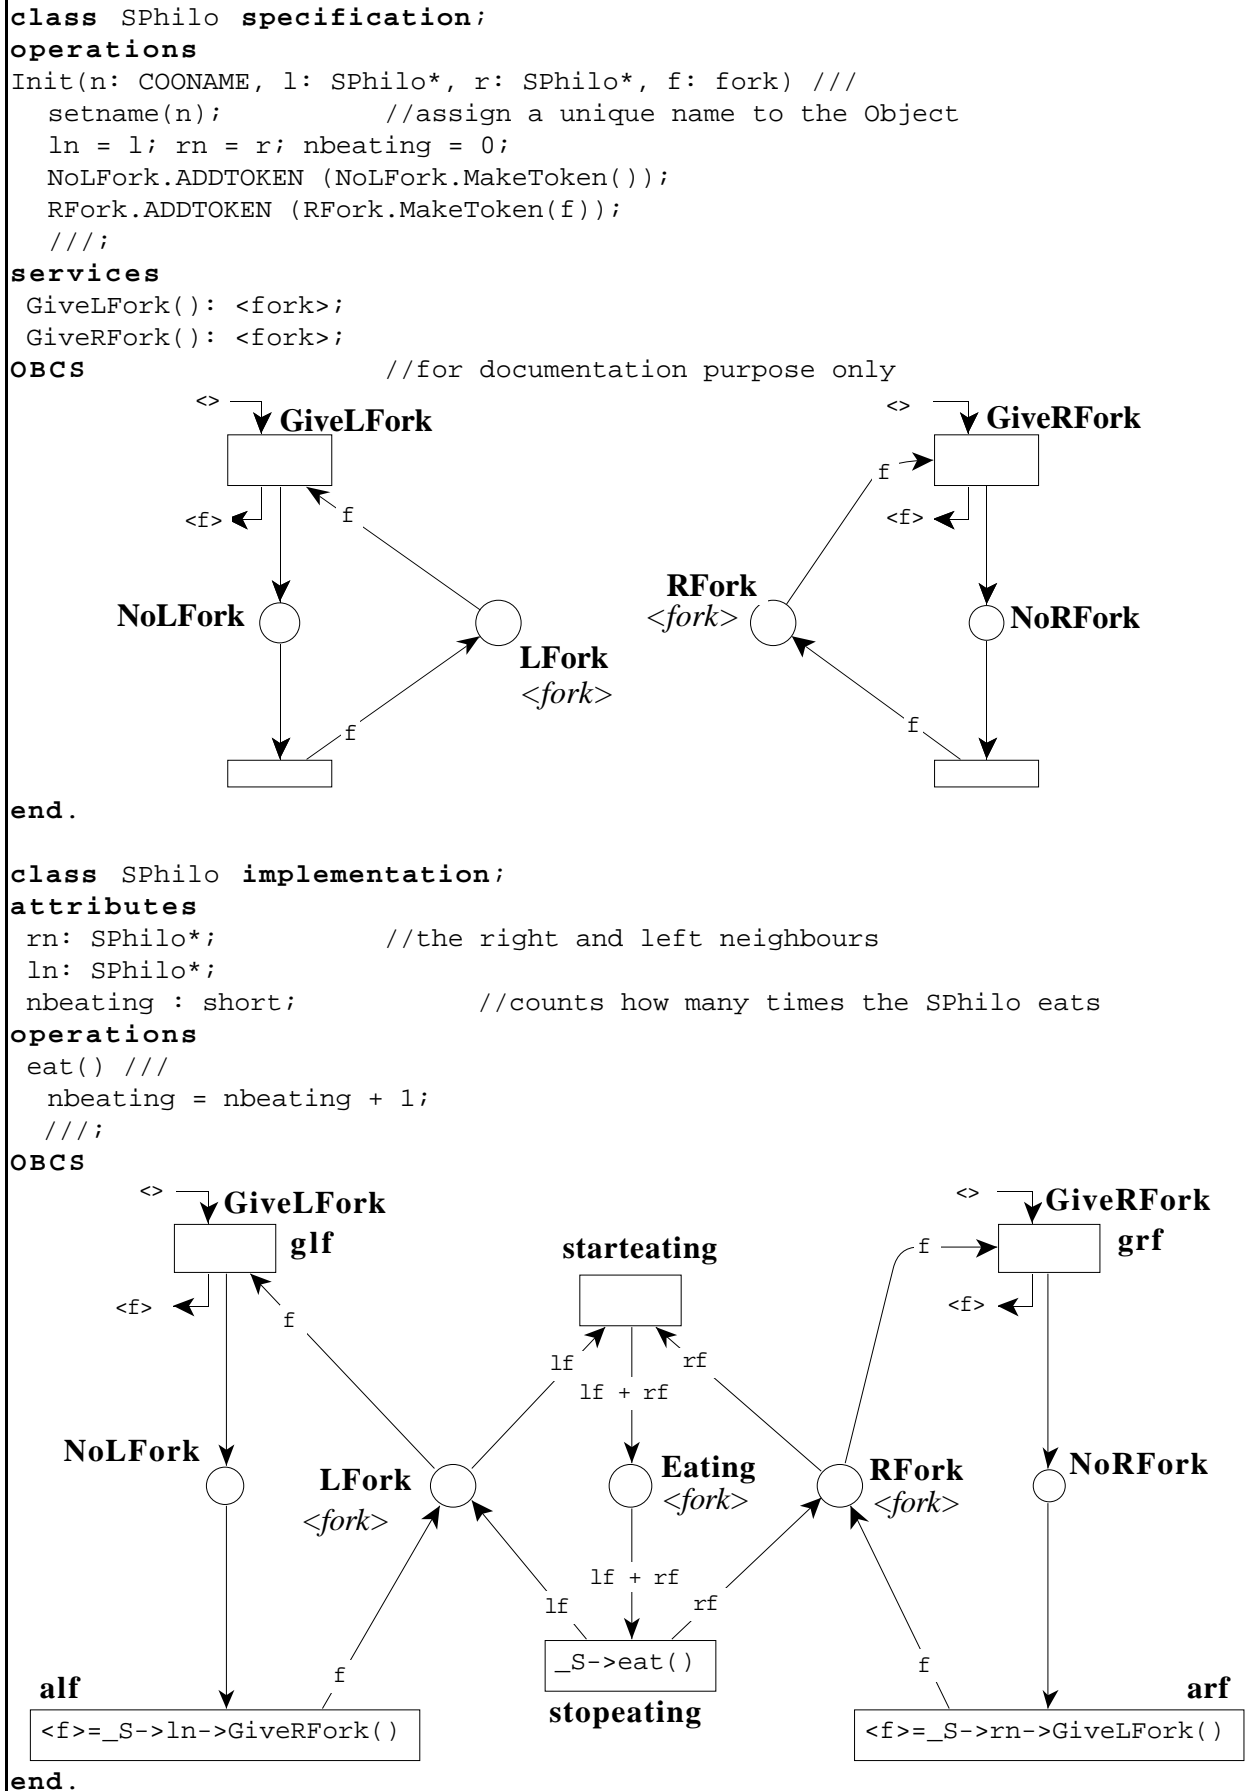 class SPhilo specification;
operations
Init(n: COONAME, l: SPhilo*, r: SPhilo*, f: fork) ///
setname(n); //assign a unique name to the Object
ln = l; rn = r; nbeating = 0;
NoLFork.ADDTOKEN (NoLFork.MakeToken());
RFork.ADDTOKEN (RFork.MakeToken(f));
///;
services
GiveLFork(): <fork>;
GiveRFork(): <fork>;
OBCS //for documentation purpose only
<> GiveLFork <> GiveRFork
f
<f> f <f>
NoLFork RFork NoRFork
<fork>
LFork
<fork>
f f
end.
class SPhilo implementation;
attributes
rn: SPhilo*; //the right and left neighbours
ln: SPhilo*;
nbeating : short; //counts how many times the SPhilo eats
operations
eat() ///
nbeating = nbeating + 1;
///;
OBCS
<> GiveLFork <> GiveRFork
glf starteating f grf
<f> f <f>
lf rf
lf + rf
NoLFork LFork Eating RFork NoRFork
<fork> <fork> <fork>
lf + rf
lf rf
_S->eat()
alf f stopeating f arf
<f>=_S->ln->GiveRFork() <f>=_S->rn->GiveLFork()
end.